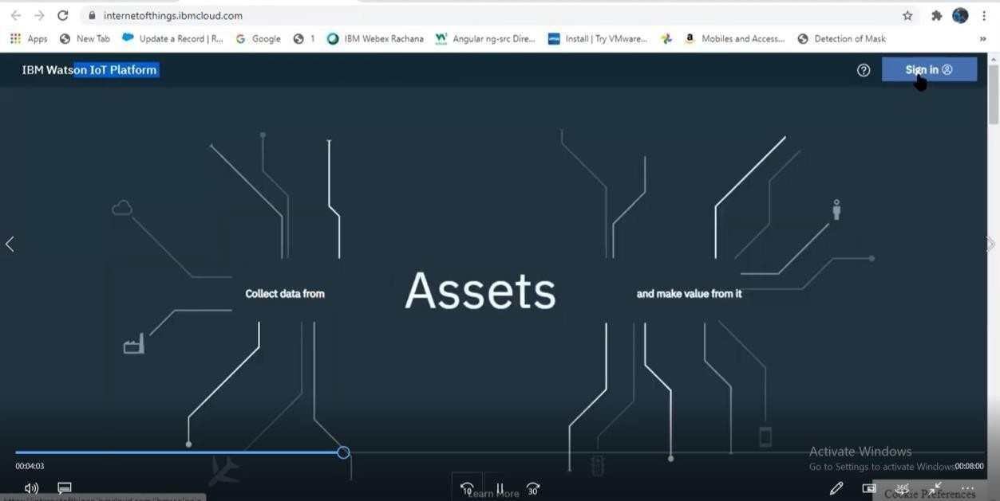 internetofthings.ibmcloud.com
Apps New Tab Update a Record | R... Google 1 IBM Webex Rachana Angular ng-src Dire... Install | Try VMware... Mobiles and Access... Detection of Mask »
IBM Watson IoT Platform
Sign in
Collect data from Assets and make value from it
Activate Windows
00:04:03
Go to Settings to activate Windows. 00:08:00
10 30 360
Learn More
Cookie Preferences